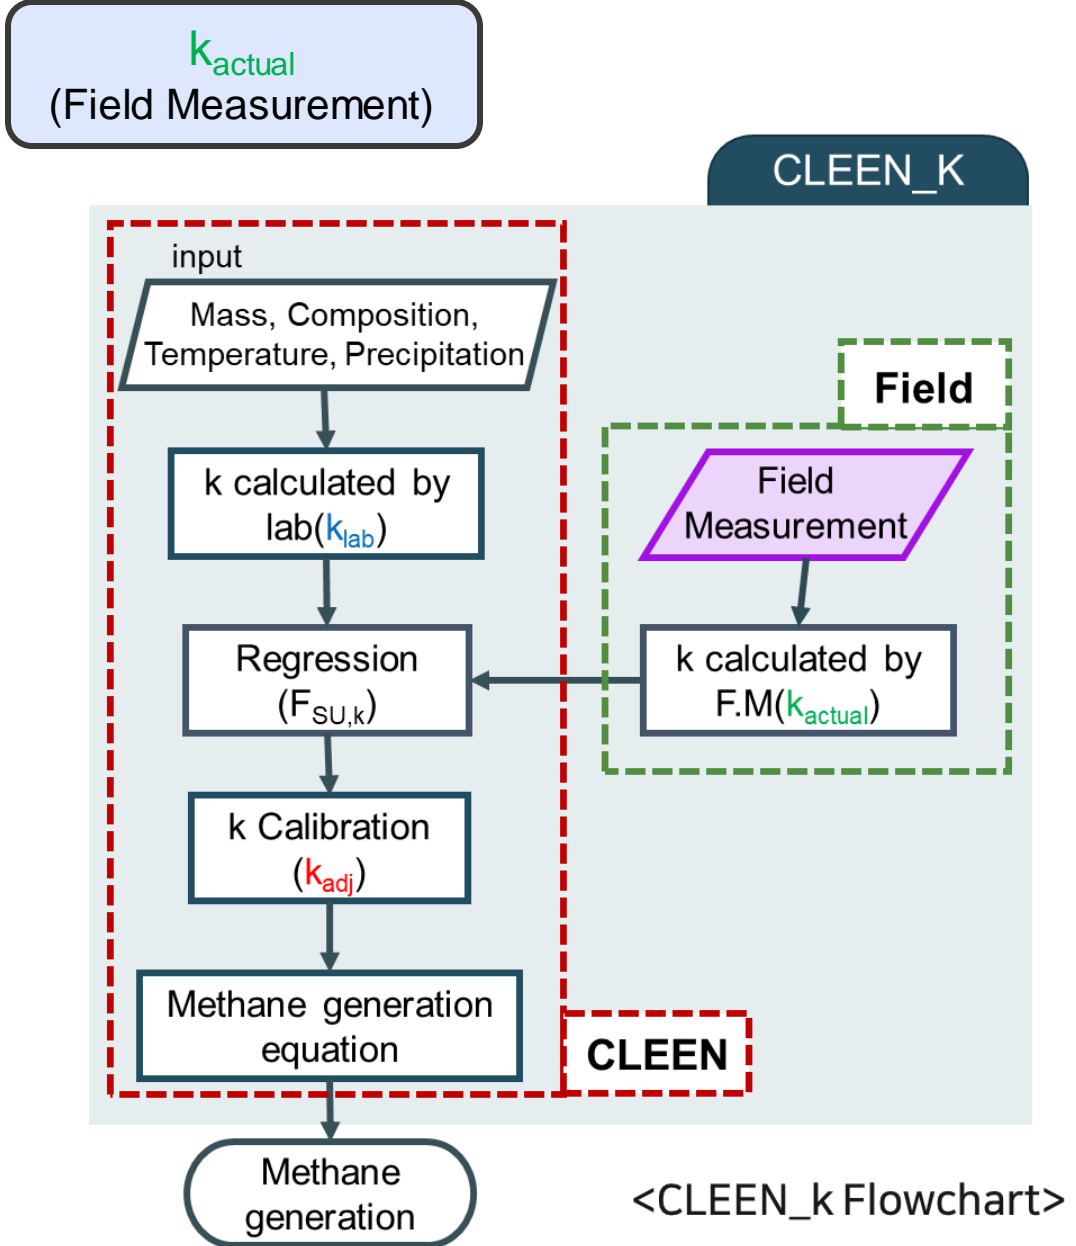 kactual
(Field Measurement)
CLEEN_K
input
Mass, Composition,
Temperature, Precipitation
k calculated by
lab(klab)
Regression
(FSU,k)
k Calibration
(kadj)
Methane generation
equation
CLEEN
Field
Field
Measurement
k calculated by
F.M(kactual)
Methane
generation
<CLEEN_k Flowchart>